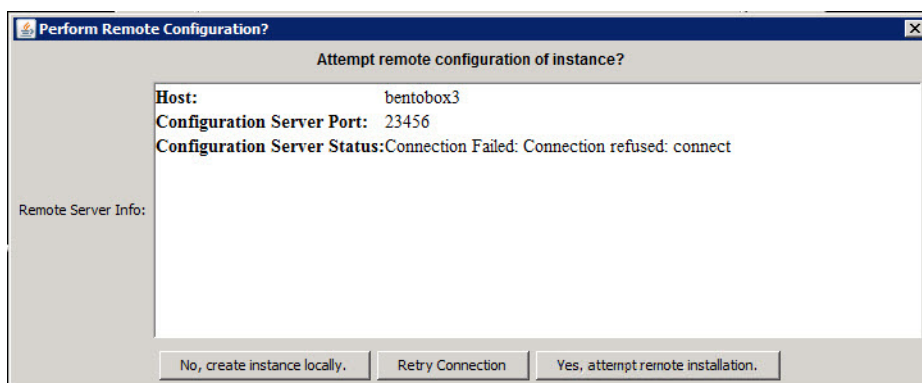 Perform Remote Configuration?
Attempt remote configuration of instance?
Host: bentobox3
Configuration Server Port: 23456
Configuration Server Status:Connection Failed: Connection refused: connect
Remote Server Info:
No, create instance locally. Retry Connection Yes, attempt remote installation.